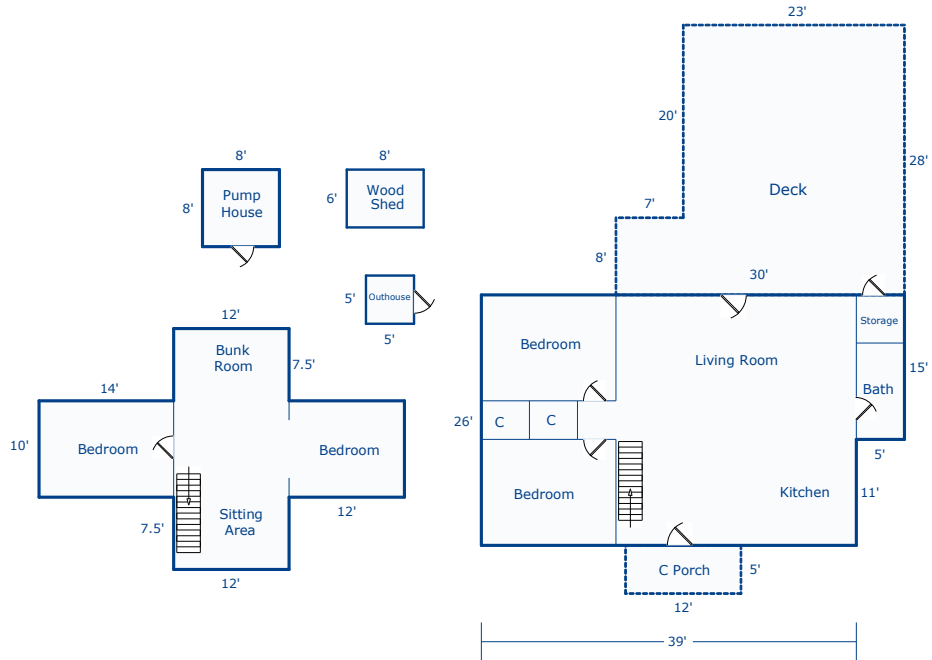 23'
20'
28'
Deck
7'
8'
30'
8'
Pump
House
8'
8'
Wood
Shed
6'
Outhouse
5'
5'
12'
Bunk
Room
7.5'
14'
10'
Bedroom
Bedroom
12'
7.5'
Sitting
Area
12'
Bedroom
Living Room
Storage
15'
Bath
26'
C
C
5'
Bedroom
Kitchen
11'
C Porch
5'
12'
39'